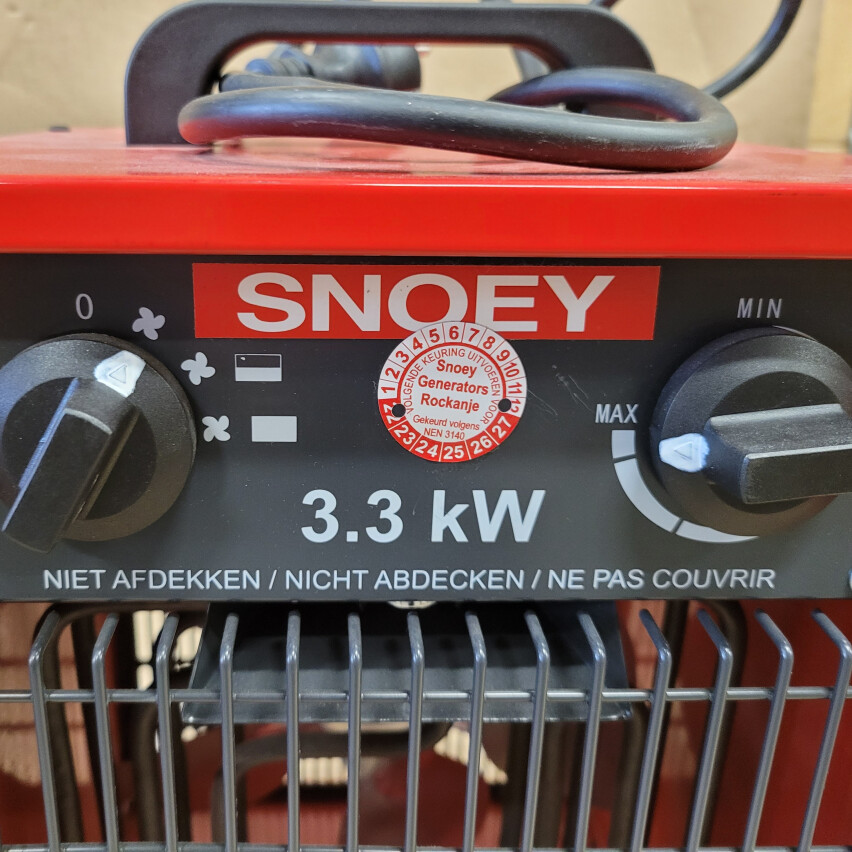 0
SNOEY
MIN
MAX
1 2 3 4 5 6 7 8 9 10 11 12
VOLGENDE KEURING UITVOEREN VOOR
Snoey
Generators
Rockanje
Gekeurd volgens
NEN 3140
22 23 24 25 26 27
3.3 kW
NIET AFDEKKEN / NICHT ABDECKEN / NE PAS COUVRIR